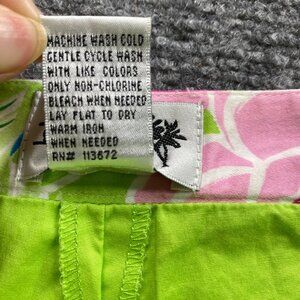 MACHINE WASH COLD
GENTLE CYCLE WASH
WITH LIKE COLORS
ONLY NON-CHLORINE
BLEACH WHEN NEEDED
LAY FLAT TO DRY
WARM IRON
WHEN NEEDED
RN# 113672